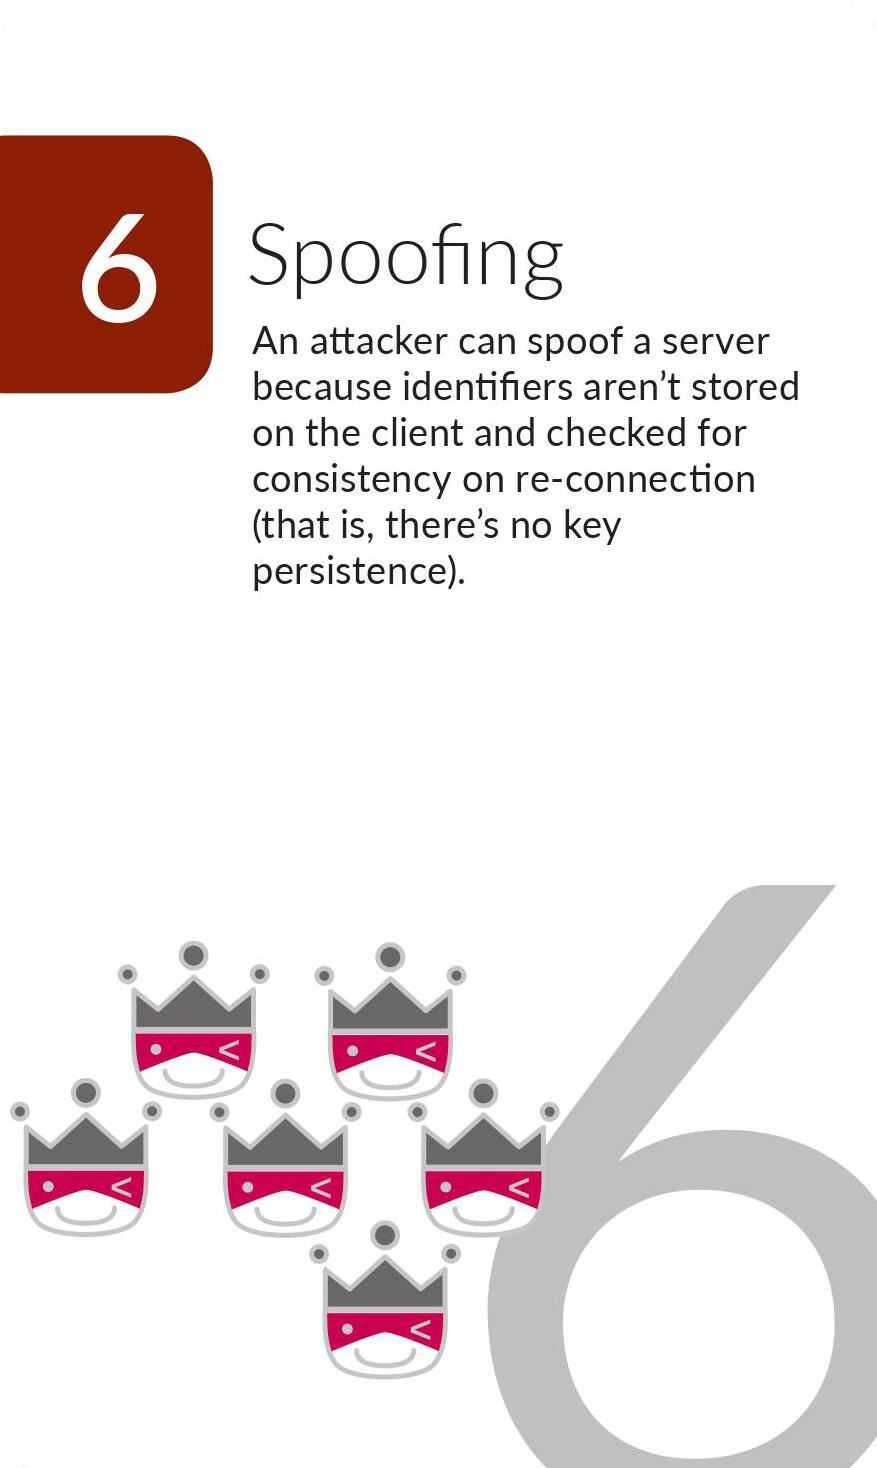 6
Spoofing
An attacker can spoof a server
because identifiers aren’t stored
on the client and checked for
consistency on re-connection
(that is, there’s no key
persistence).
6